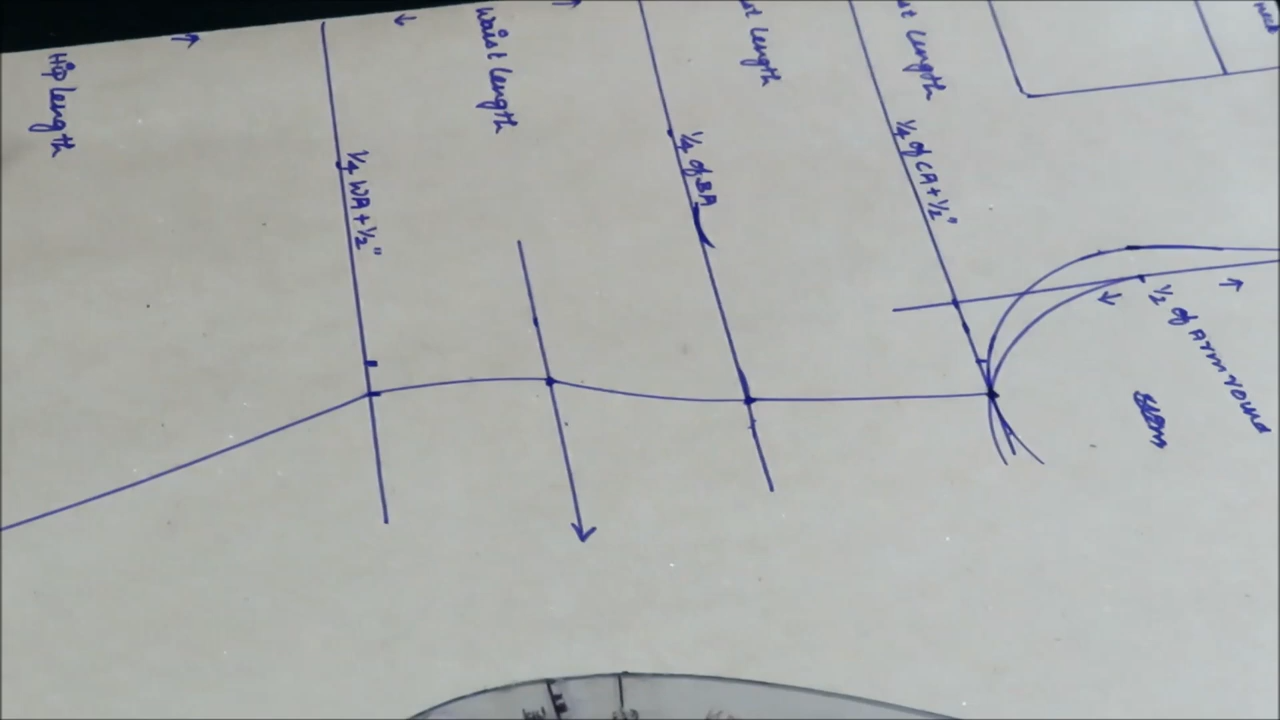 Hip length
1/4 WA + 1/2"
Waist length
1/4 of BA
st length
1/4 of CA + 1/2"
st length
1/2 of Arm round